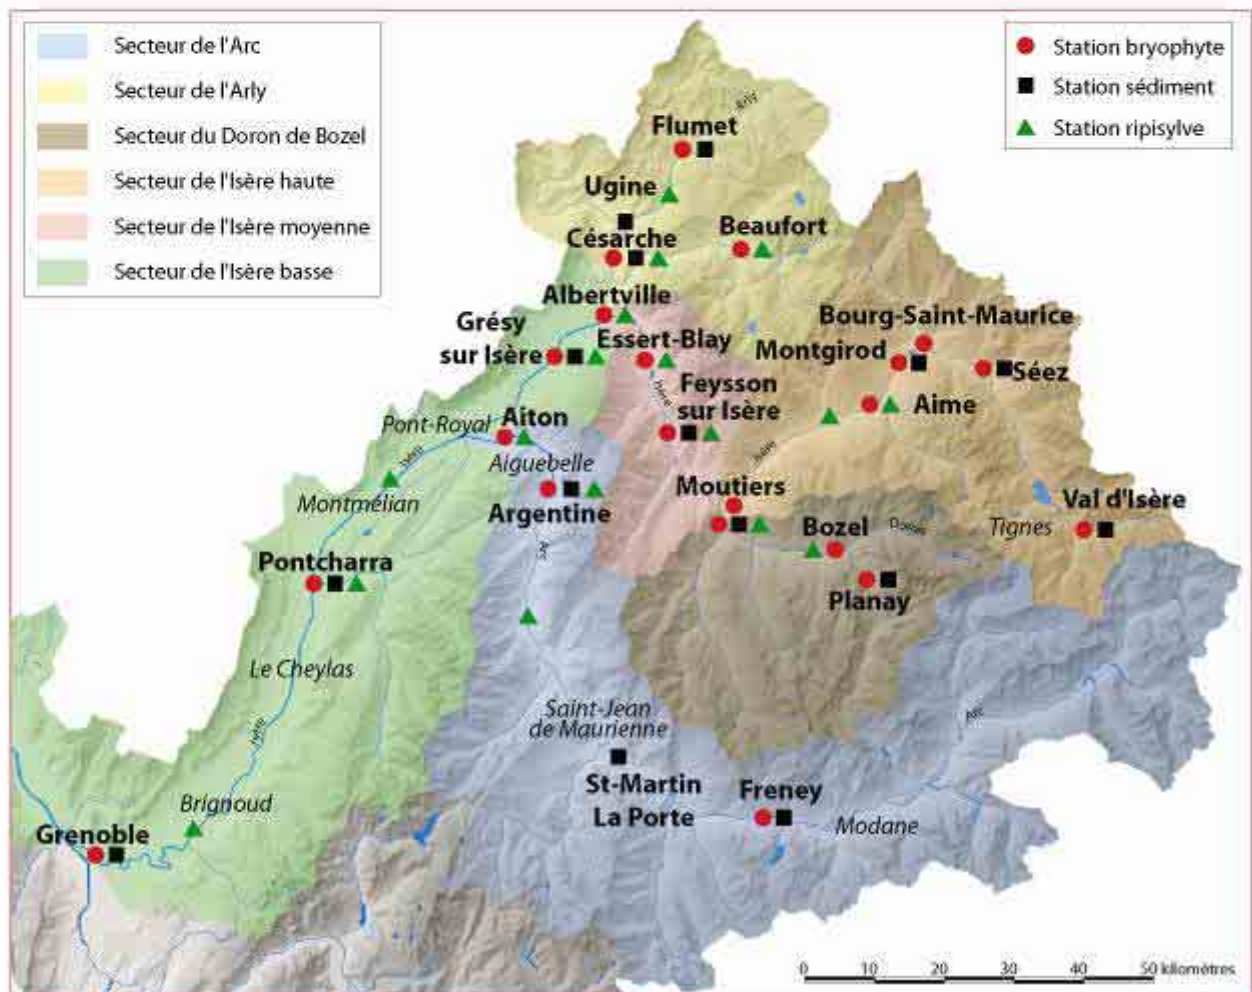 Secteur de l'Arc
Secteur de l'Arly
Secteur du Doron de Bozel
Secteur de l'Isère haute
Secteur de l'Isère moyenne
Secteur de l'Isère basse
Station bryophyte
Station sédiment
Station ripisylve
Arly
Flumet
Ugine
Beaufort
Césarche
Albertville
Bourg-Saint-Maurice
Grésy
sur Isère
Essert-Blay
Montgirod
Séez
Isère
Feysson
sur Isère
Aime
Pont-Royal
Aiton
Isère
Isère
Aiguebelle
Montmélian
Moutiers
Val d'Isère
Argentine
Bozel
Doron
Tignes
Arc
Pontcharra
Planay
Le Cheylas
Isère
Saint-Jean
de Maurienne
Arc
St-Martin
La Porte
Freney
Modane
Brignoud
Grenoble
0 10 20 30 40 50 kilomètres